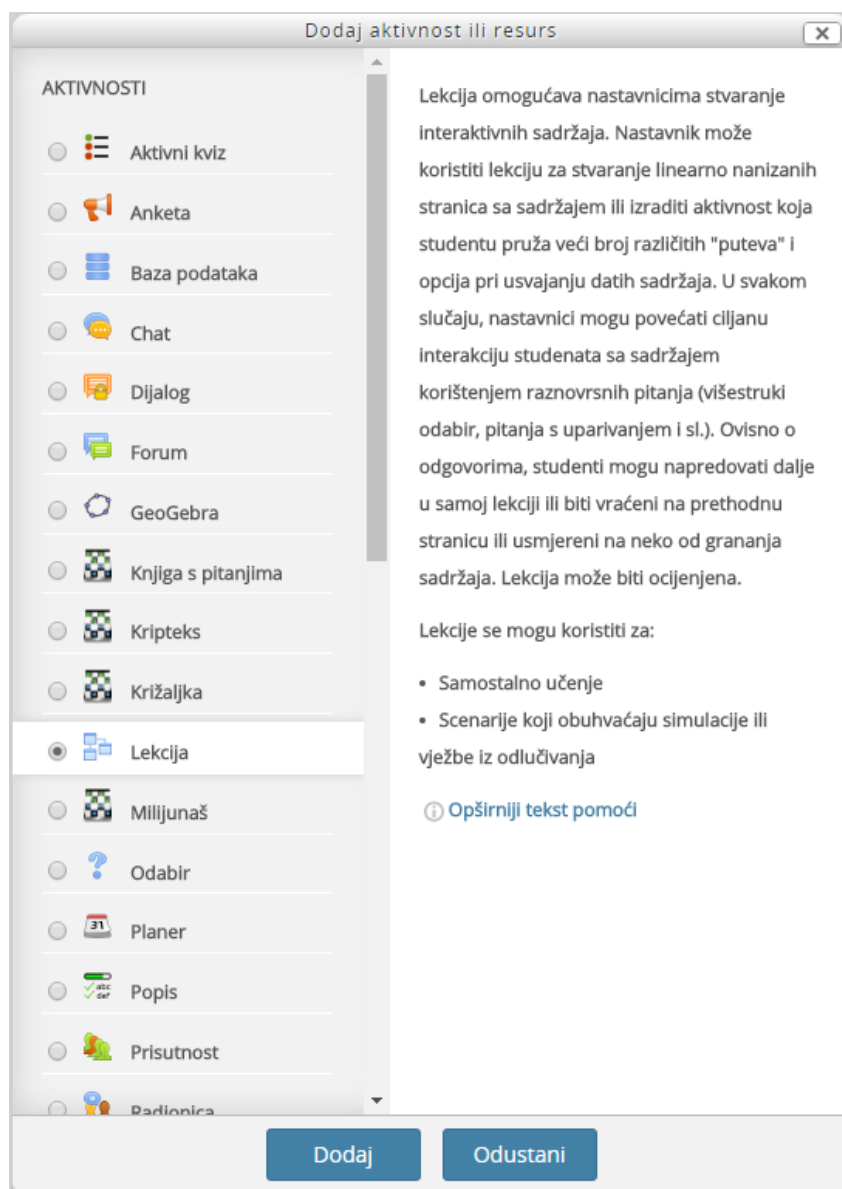 Dodaj aktivnost ili resurs
AKTIVNOSTI
Aktivni kviz
Anketa
Baza podataka
Chat
Dijalog
Forum
GeoGebra
Knjiga s pitanjima
Kripteks
Križaljka
Lekcija
Milijunaš
Odabir
31
Planer
abc
def
Popis
Prisutnost
Radionica
Lekcija omogućava nastavnicima stvaranje
interaktivnih sadržaja. Nastavnik može
koristiti lekciju za stvaranje linearno nanizanih
stranica sa sadržajem ili izraditi aktivnost koja
studentu pruža veći broj različitih "puteva" i
opcija pri usvajanju datih sadržaja. U svakom
slučaju, nastavnici mogu povećati ciljanu
interakciju studenata sa sadržajem
korištenjem raznovrsnih pitanja (višestruki
odabir, pitanja s uparivanjem i sl.). Ovisno o
odgovorima, studenti mogu napredovati dalje
u samoj lekciji ili biti vraćeni na prethodnu
stranicu ili usmjereni na neko od grananja
sadržaja. Lekcija može biti ocijenjena.
Lekcije se mogu koristiti za:
• Samostalno učenje
• Scenarije koji obuhvaćaju simulacije ili
vježbe iz odlučivanja
Opširniji tekst pomoći
Dodaj
Odustani